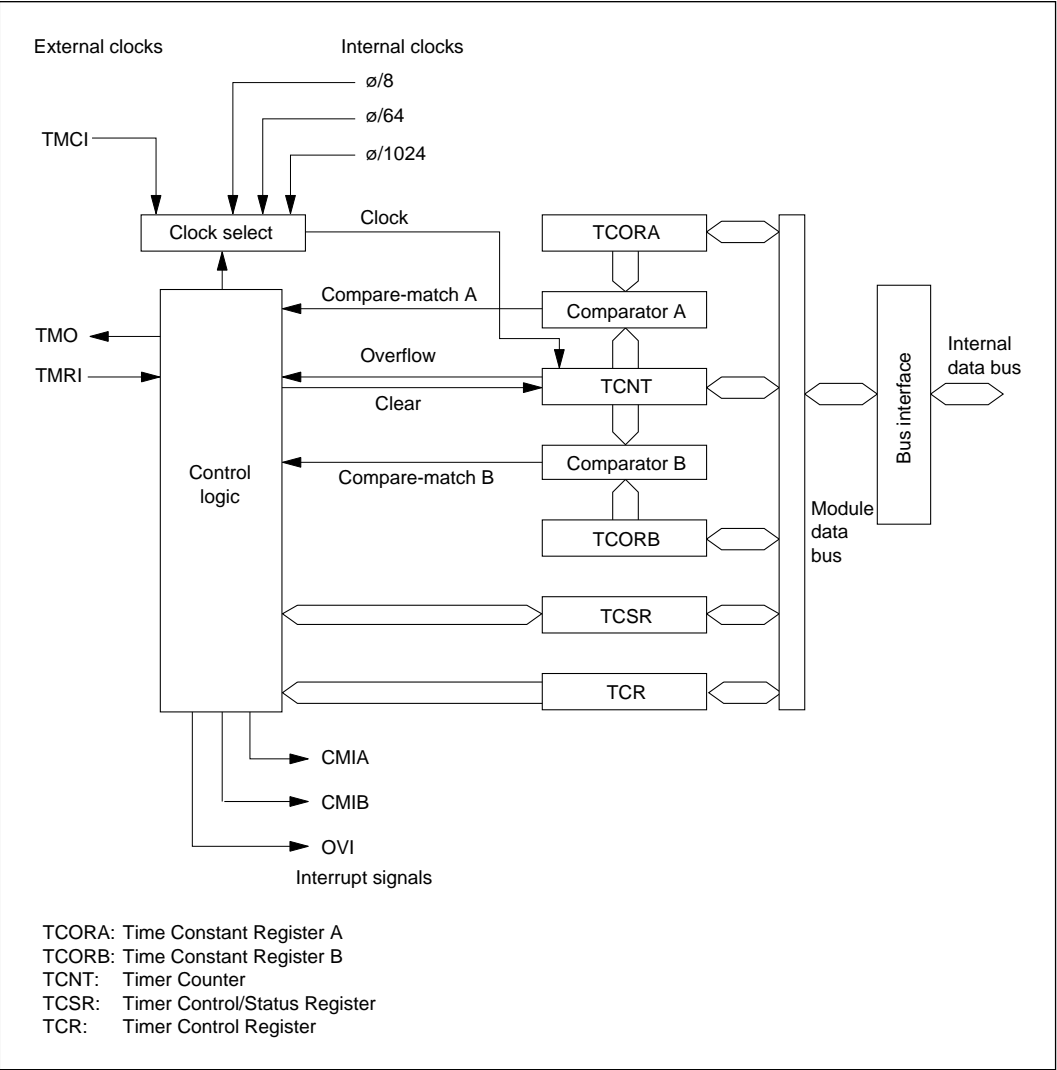 External clocks
Internal clocks
ø/8
ø/64
ø/1024
TMCI
Clock select
Clock
TCORA
Compare-match A
Comparator A
TMO
TMRI
Overflow
Clear
TCNT
Internal
data bus
Bus interface
Control
logic
Compare-match B
Comparator B
TCORB
Module
data
bus
TCSR
TCR
CMIA
CMIB
OVI
Interrupt signals
TCORA: Time Constant Register A
TCORB: Time Constant Register B
TCNT: Timer Counter
TCSR: Timer Control/Status Register
TCR: Timer Control Register